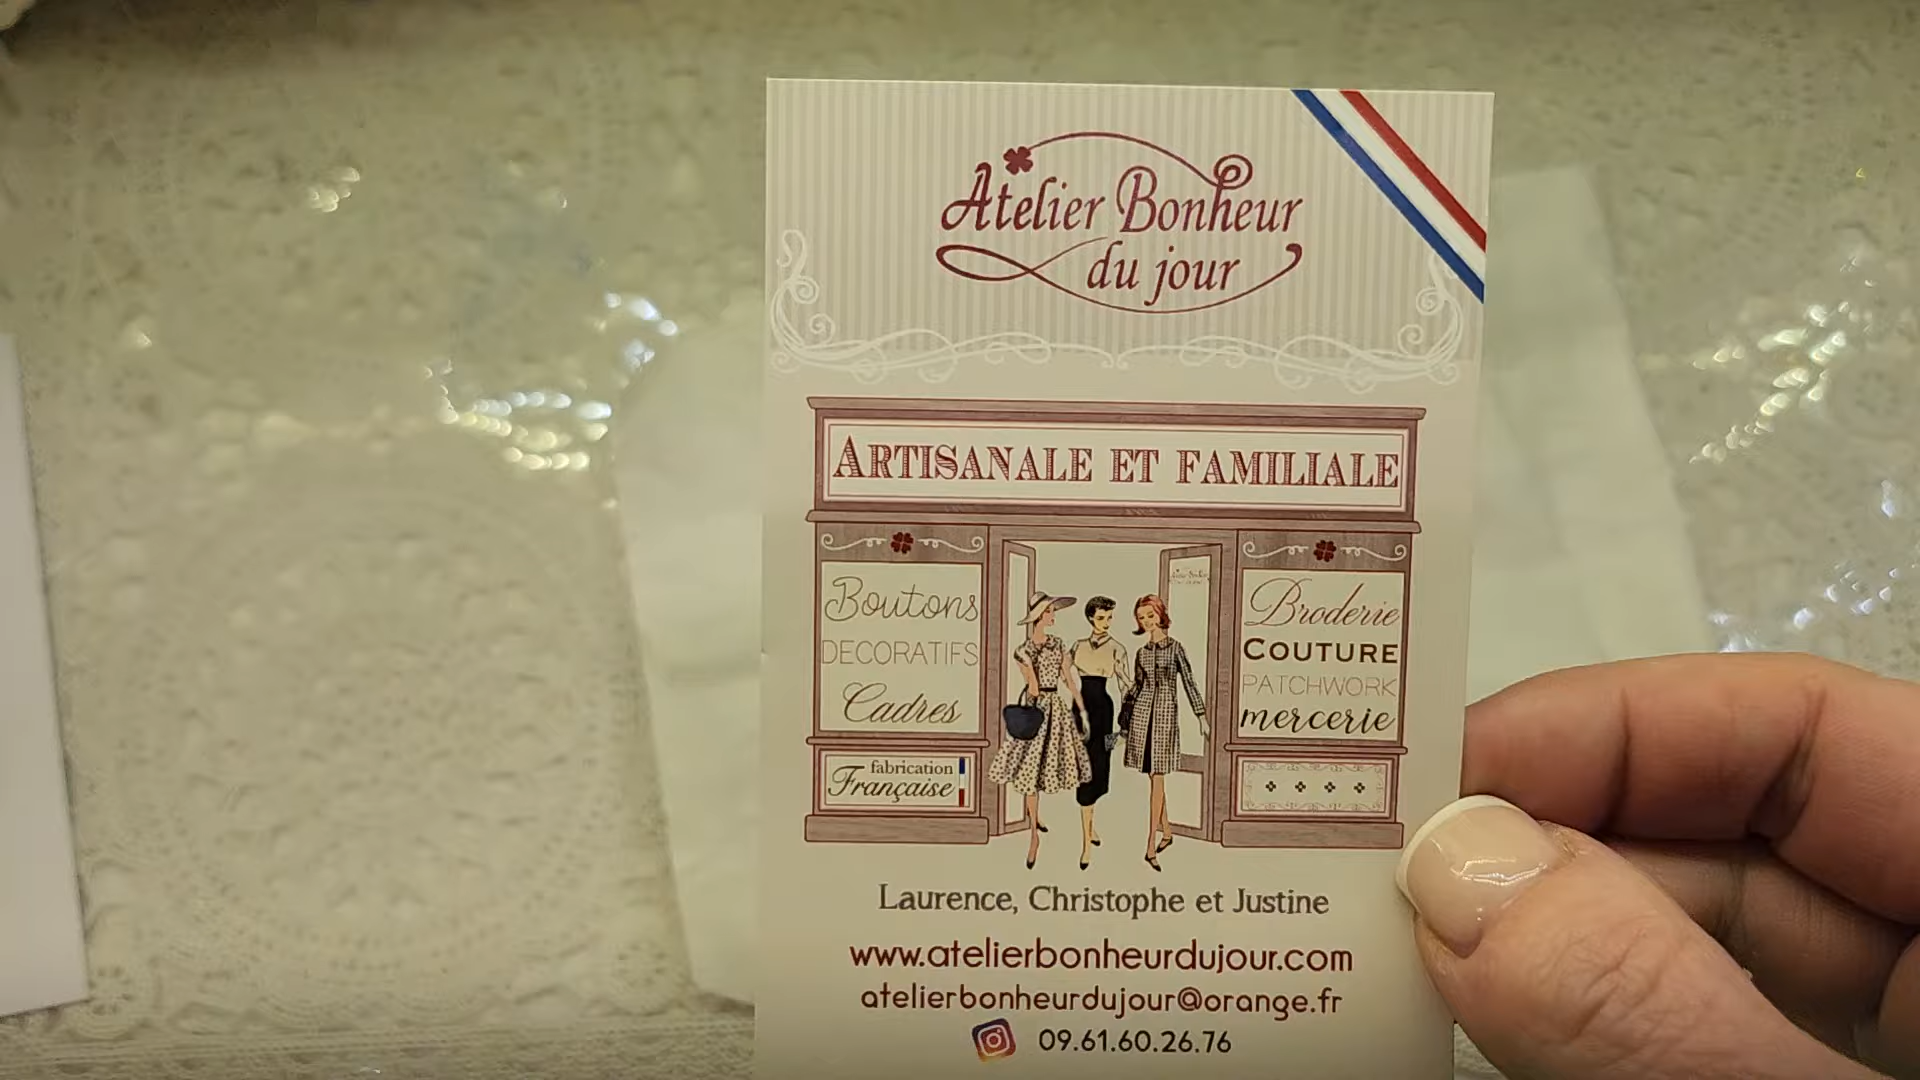 Atelier Bonheur
du jour
ARTISANALE ET FAMILIALE
Boutons
DECORATIFS
Cadres
fabrication
Française
Broderie
COUTURE
PATCHWORK
mercerie
Laurence, Christophe et Justine
www.atelierbonheurdujour.com
atelierbonheurdujour@orange.fr
09.61.60.26.76